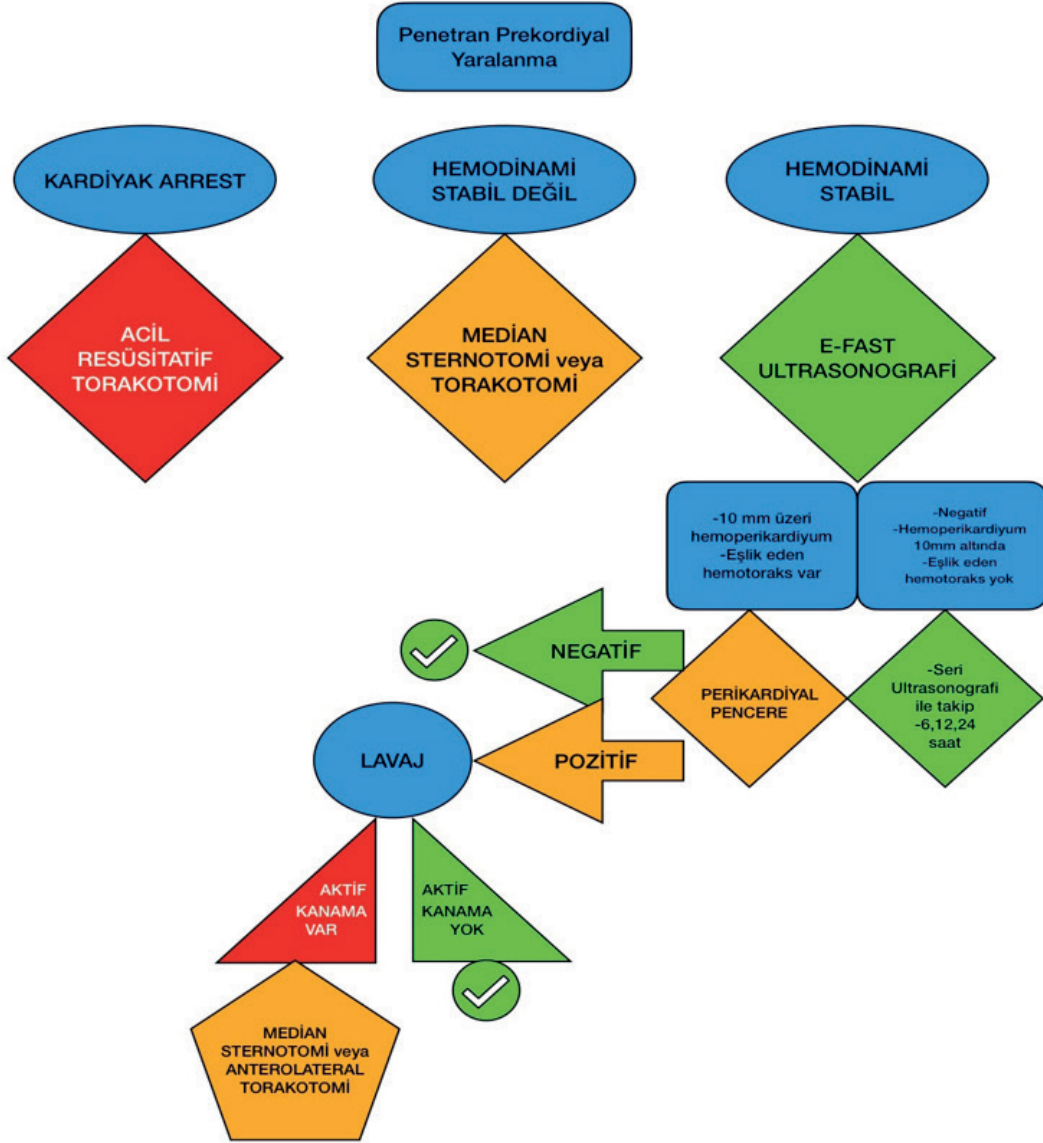 Penetran Prekordiyal
Yaralanma
KARDİYAK ARREST
HEMODİNAMİ
STABİL DEĞİL
HEMODİNAMİ
STABİL
ACİL
RESÜSİTATİF
TORAKOTOMİ
MEDİAN
STERNOTOMİ veya
TORAKOTOMİ
E-FAST
ULTRASONOGRAFİ
-10 mm üzeri
hemoperikardiyum
-Eşlik eden
hemotoraks var
-Negatif
-Hemoperikardiyum
10mm altında
-Eşlik eden
hemotoraks yok
NEGATİF
PERİKARDİYAL
PENCERE
-Seri
Ultrasonografi
ile takip
-6,12,24
saat
POZİTİF
LAVAJ
AKTİF
KANAMA
VAR
AKTİF
KANAMA
YOK
MEDİAN
STERNOTOMİ veya
ANTEROLATERAL
TORAKOTOMİ